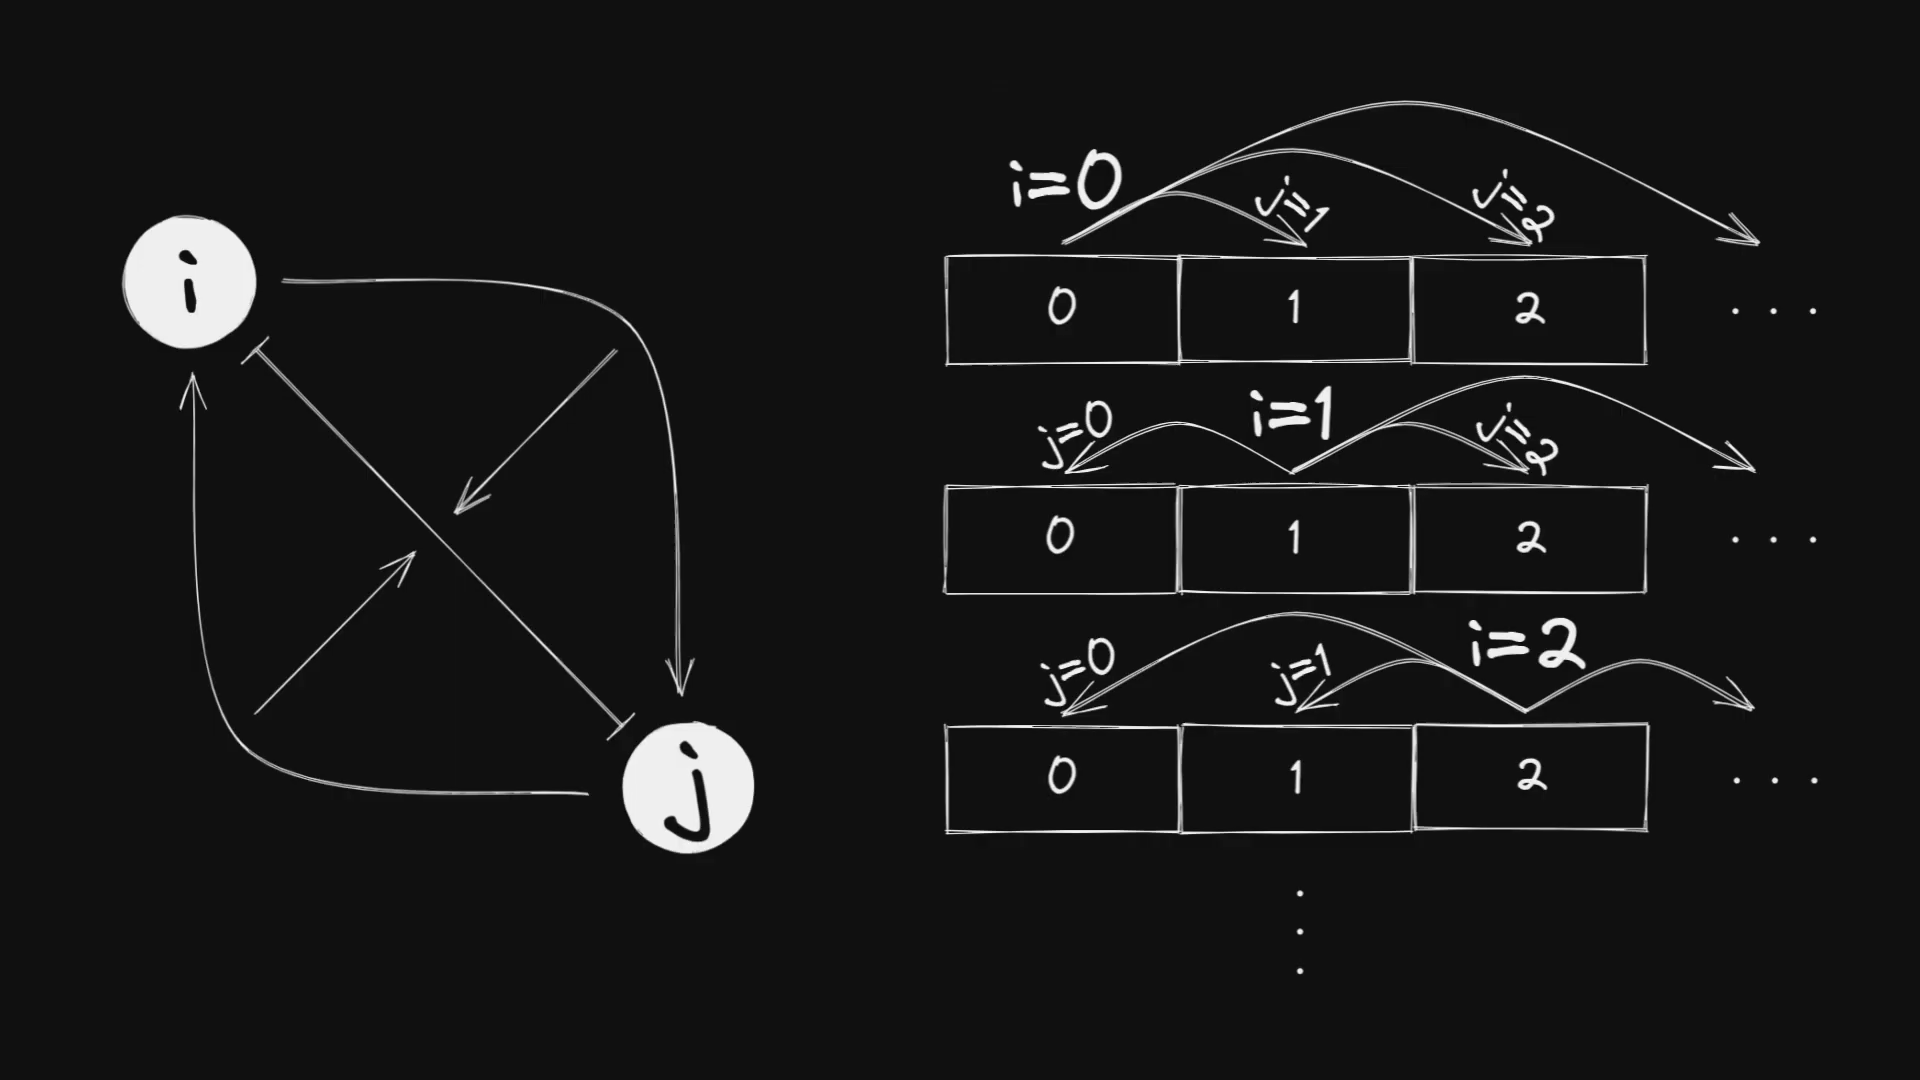 i
j
i=0
j=1
j=2
0 1 2 . . .
j=0
i=1
j=2
0 1 2 . . .
j=0
j=1
i=2
0 1 2 . . .
.
.
.